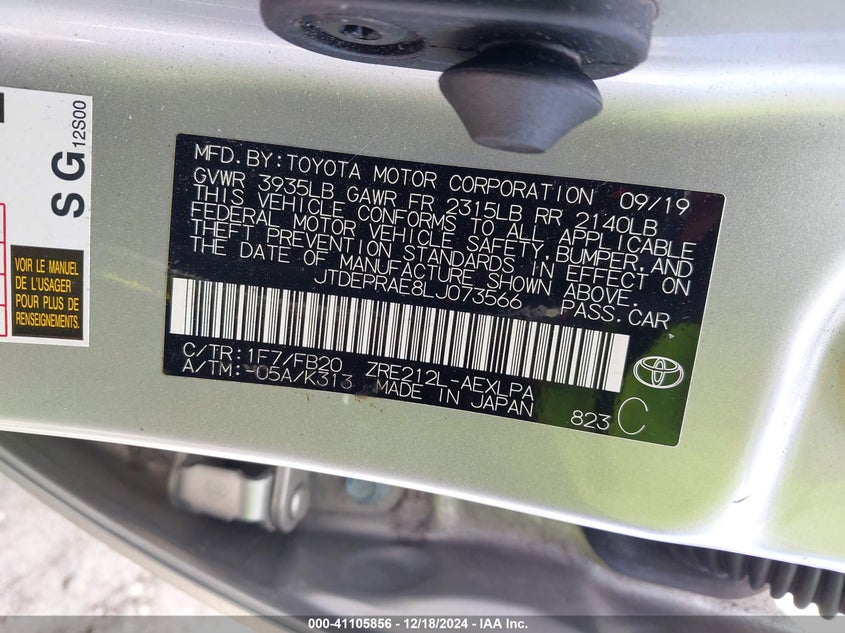 SG
12S00
VOIR LE MANUEL
DE L'USAGER
POUR PLUS DE
RENSEIGNEMENTS.
MFD.BY:TOYOTA MOTOR CORPORATION 09/19
GVWR 3935LB GAWR FR 2315LB RR 2140LB
THIS VEHICLE CONFORMS TO ALL APPLICABLE
FEDERAL MOTOR VEHICLE SAFETY,BUMPER,AND
THEFT PREVENTION STANDARDS IN EFFECT ON
THE DATE OF MANUFACTURE SHOWN ABOVE.
JTDEPRAE8LJ073566 PASS.CAR
C/TR:1F7/FB20 ZRE212L-AEXLPA
A/TM:-05A/K313 MADE IN JAPAN
823 C
000-41105856 – 12/18/2024 – IAA Inc.